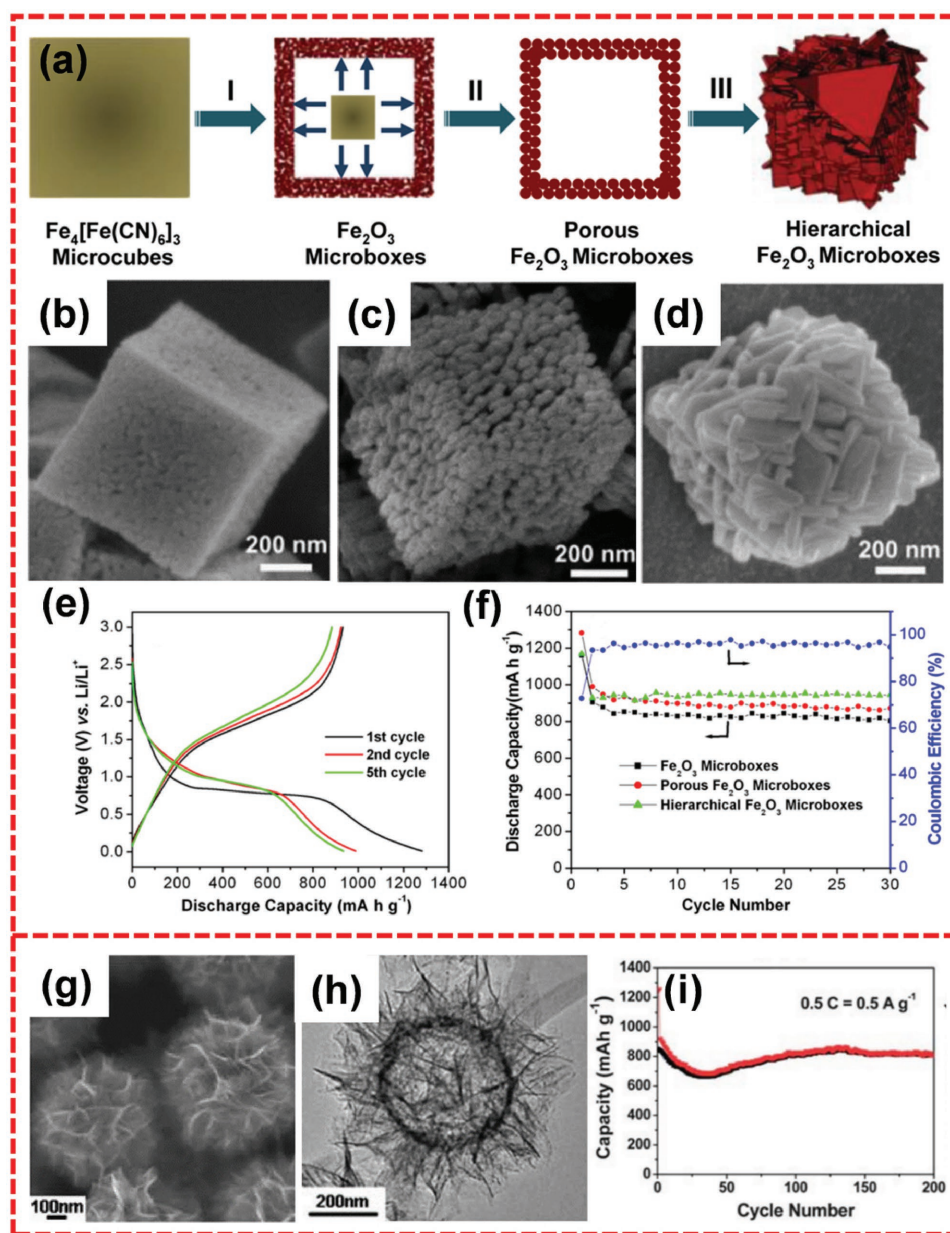 (a)
I
II
III
Fe4[Fe(CN)6]3
Microcubes
Fe2O3
Microboxes
Porous
Fe2O3 Microboxes
Hierarchical
Fe2O3 Microboxes
(b)
200 nm
(c)
200 nm
(d)
200 nm
(e)
Voltage (V) vs. Li/Li+
3.0
2.5
2.0
1.5
1.0
0.5
0.0
1st cycle
2nd cycle
5th cycle
0 200 400 600 800 1000 1200 1400
Discharge Capacity (mA h g-1)
(f)
Discharge Capacity(mA h g-1)
1400
1200
1000
800
600
400
200
0
Fe2O3 Microboxes
Porous Fe2O3 Microboxes
Hierarchical Fe2O3 Microboxes
0 5 10 15 20 25 30
Cycle Number
100
80
60
40
20
0
Coulombic Efficiency (%)
(g)
100nm
(h)
200nm
(i)
Capacity (mAh g-1)
1400
1200
1000
800
600
400
200
0
0.5 C = 0.5 A g-1
0 50 100 150 200
Cycle Number